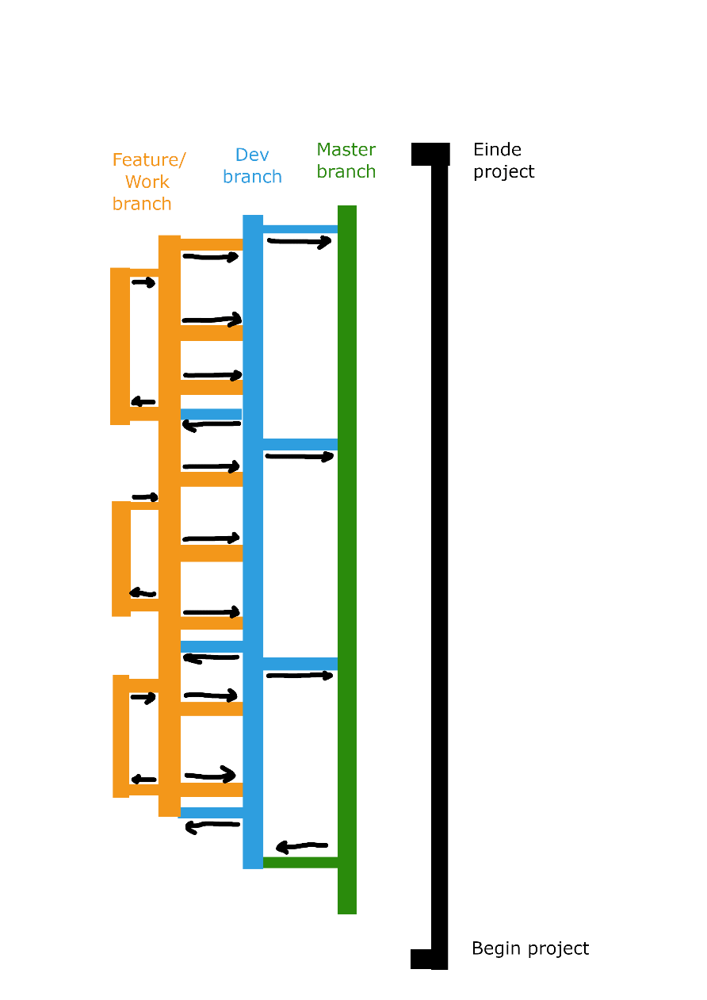 Feature/
Work
branch
Dev
branch
Master
branch
Einde
project
Begin project